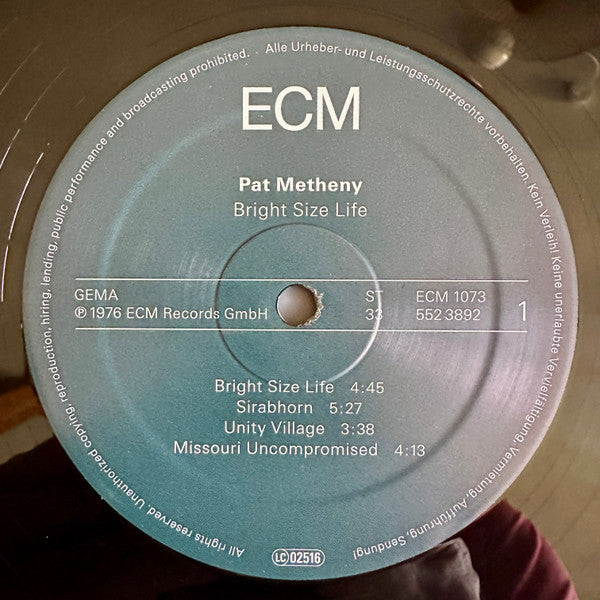 ECM
Pat Metheny
Bright Size Life
GEMA ST ECM 1073
℗ 1976 ECM Records GmbH 33 552 3892 1
Bright Size Life 4:45
Sirabhorn 5:27
Unity Village 3:38
Missouri Uncompromised 4:13
LC 02516
All rights reserved. Unauthorized copying, reproduction, hiring, lending, public performance and broadcasting prohibited. . Alle Urheber- und Leistungsschutzrechte vorbehalten. Kein Verleih! Keine unerlaubte Vervielfältigung, Vermietung, Aufführung, Sendung!